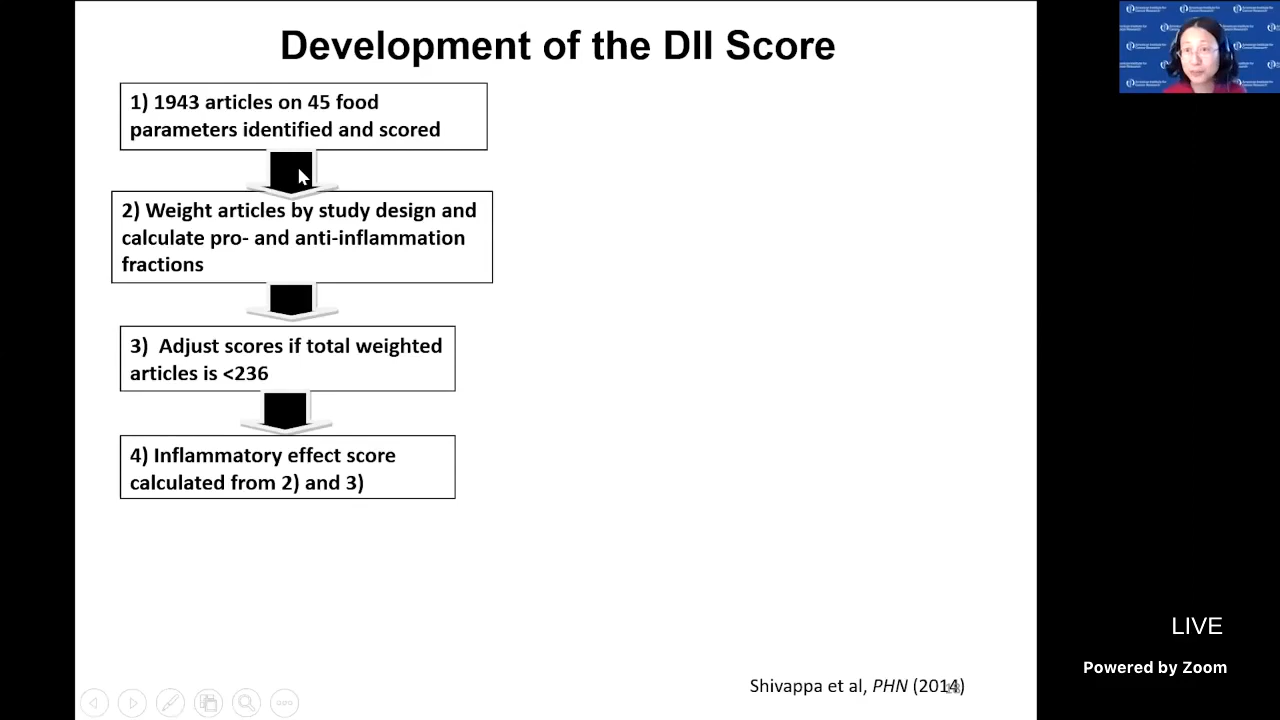 Development of the DII Score
1) 1943 articles on 45 food
parameters identified and scored
2) Weight articles by study design and
calculate pro- and anti-inflammation
fractions
3)  Adjust scores if total weighted
articles is <236
4) Inflammatory effect score
calculated from 2) and 3)
Shivappa et al, PHN (2014)
LIVE
Powered by Zoom